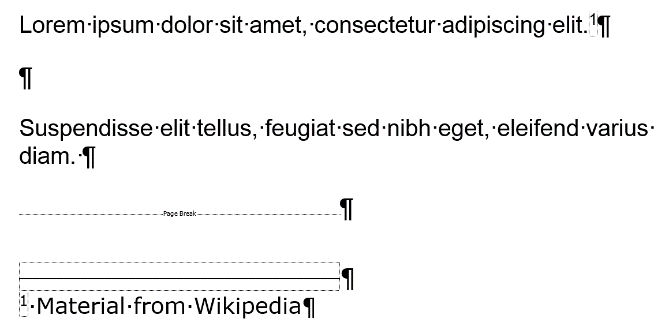 Lorem·ipsum·dolor·sit·amet,·consectetur·adipiscing·elit.1¶
¶
Suspendisse·elit·tellus,·feugiat·sed·nibh·eget,·eleifend·varius·
diam.·¶
Page Break¶
¶
1·Material·from·Wikipedia¶